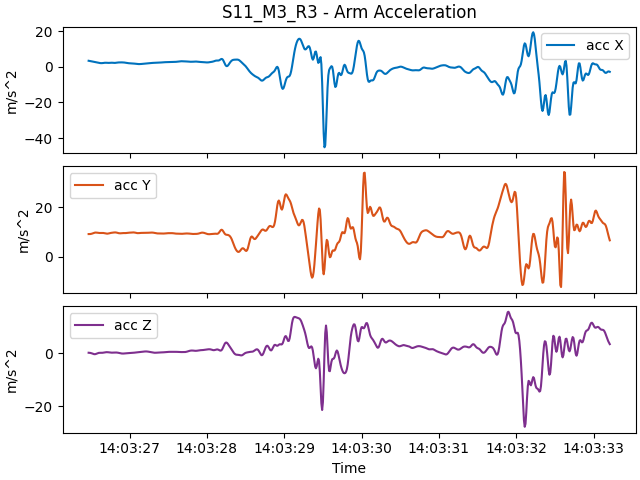 S11_M3_R3 - Arm Acceleration
20
0
−20
−40
m/s^2
acc X
20
0
m/s^2
acc Y
0
−20
m/s^2
acc Z
14:03:27 14:03:28 14:03:29 14:03:30 14:03:31 14:03:32 14:03:33
Time